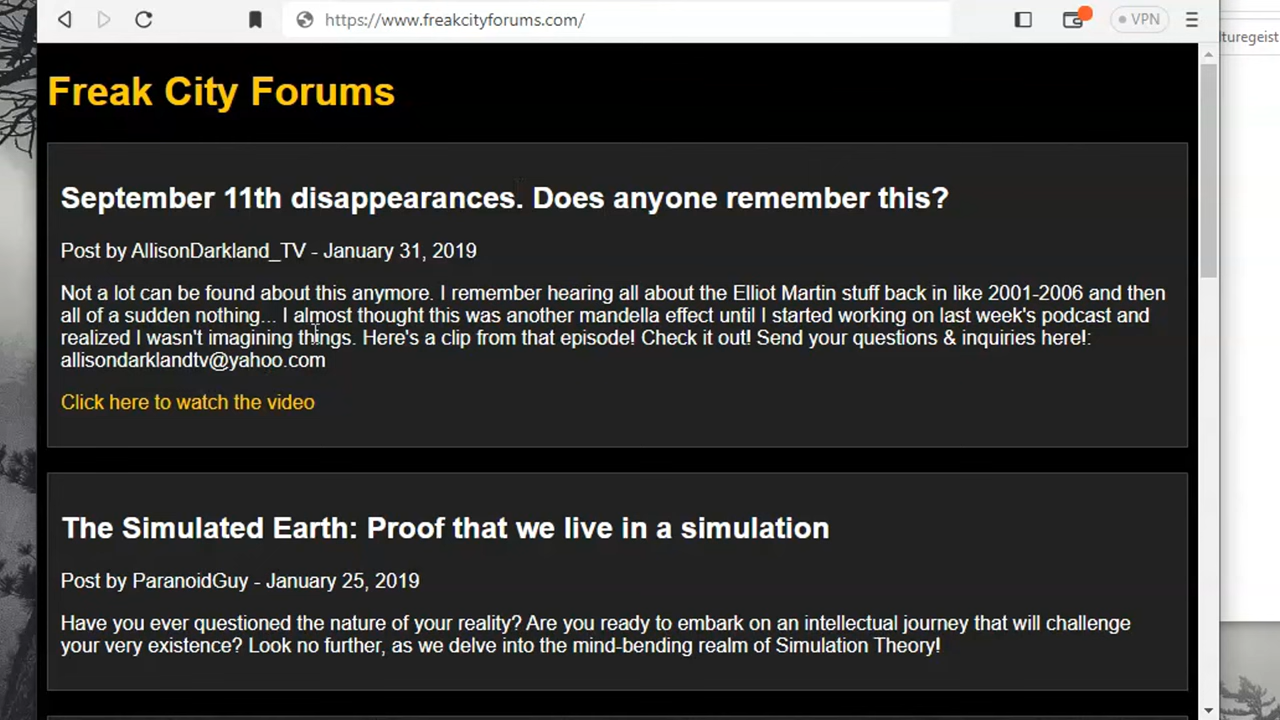 https://www.freakcityforums.com/
VPN
lturegeist
Freak City Forums
September 11th disappearances. Does anyone remember this?
Post by AllisonDarkland_TV - January 31, 2019
Not a lot can be found about this anymore. I remember hearing all about the Elliot Martin stuff back in like 2001-2006 and then
all of a sudden nothing... I almost thought this was another mandella effect until I started working on last week's podcast and
realized I wasn't imagining things. Here's a clip from that episode! Check it out! Send your questions & inquiries here!:
allisondarklandtv@yahoo.com
Click here to watch the video
The Simulated Earth: Proof that we live in a simulation
Post by ParanoidGuy - January 25, 2019
Have you ever questioned the nature of your reality? Are you ready to embark on an intellectual journey that will challenge
your very existence? Look no further, as we delve into the mind-bending realm of Simulation Theory!